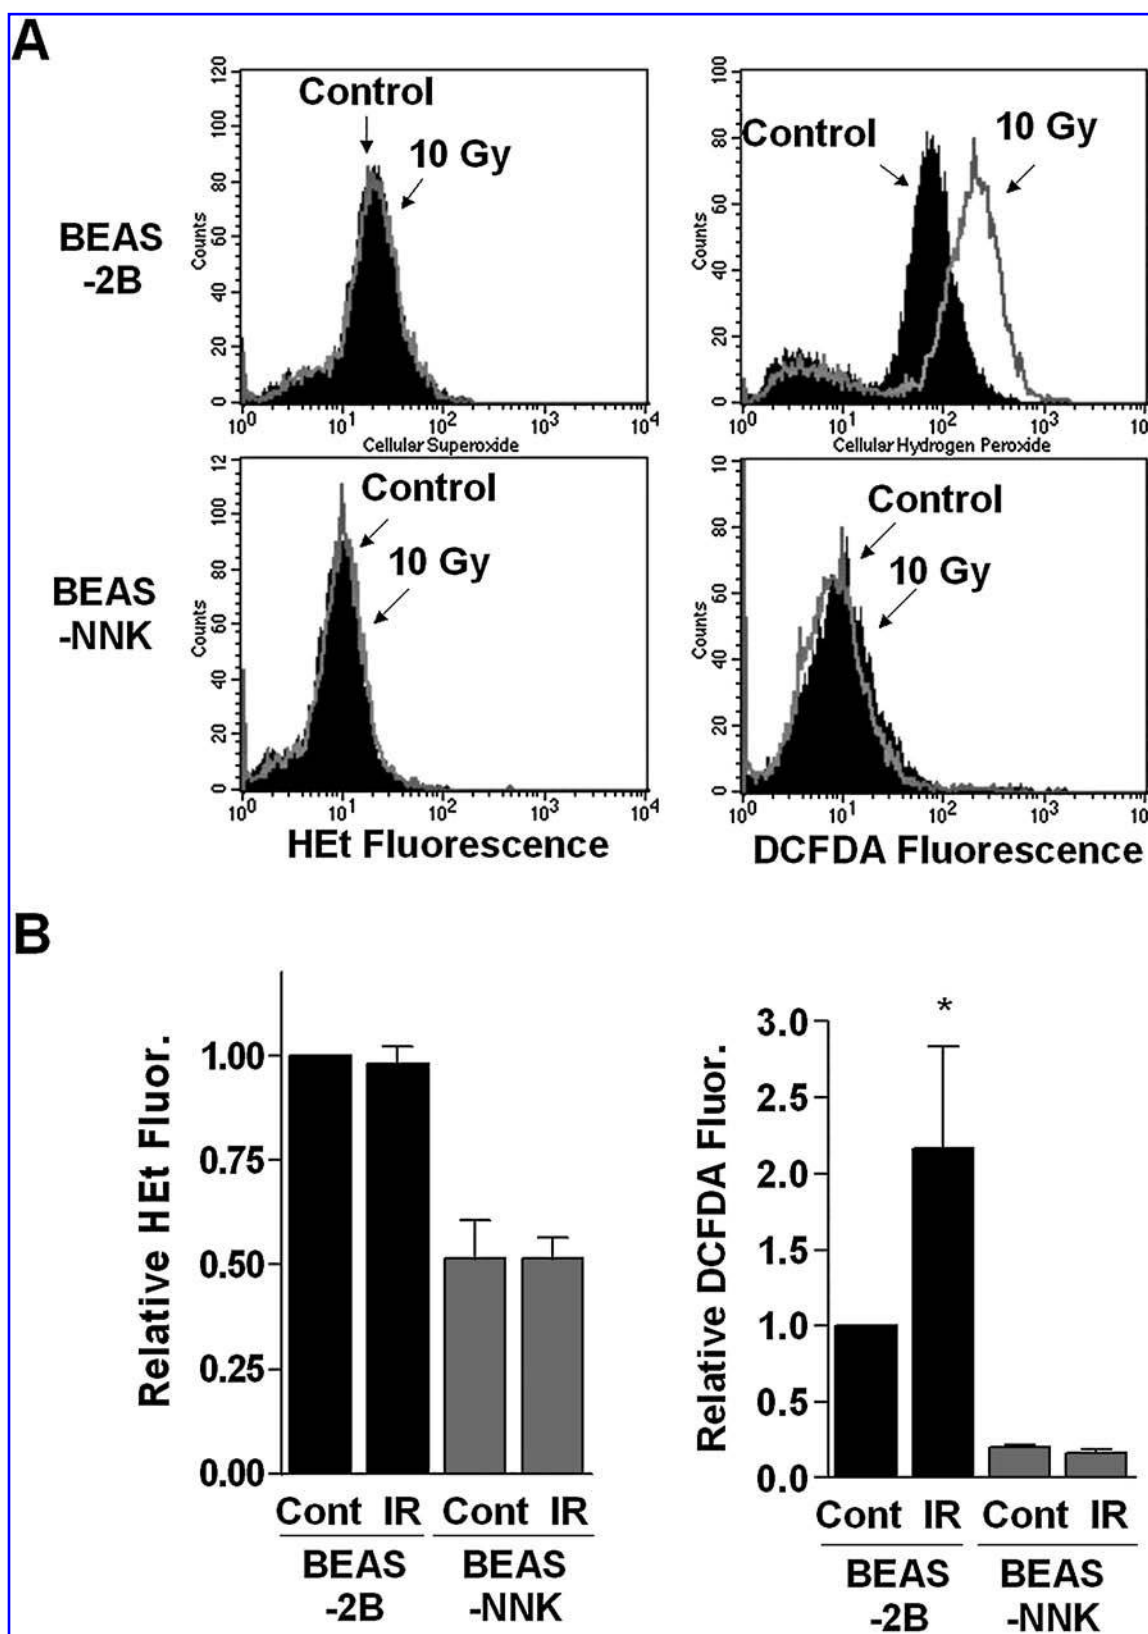 A
BEAS
-2B
Control
10 Gy
Counts
120
100
80
60
40
20
0
10^0
10^1
10^2
10^3
10^4
Cellular Superoxide
Control
10 Gy
Counts
100
80
60
40
20
0
10^0
10^1
10^2
10^3
10
Cellular Hydrogen Peroxide
BEAS
-NNK
Control
10 Gy
Counts
12
100
80
60
40
20
0
10^0
10^1
10^2
10^3
10^4
HEt Fluorescence
Control
10 Gy
Counts
10
80
60
40
20
0
10^0
10^1
10^2
10^3
10
DCFDA Fluorescence
B
Relative HEt Fluor.
1.00
0.75
0.50
0.25
0.00
Cont IR Cont IR
BEAS
-2B
BEAS
-NNK
Relative DCFDA Fluor.
3.0
2.5
2.0
1.5
1.0
0.5
0.0
*
Cont IR Cont IR
BEAS
-2B
BEAS
-NNK